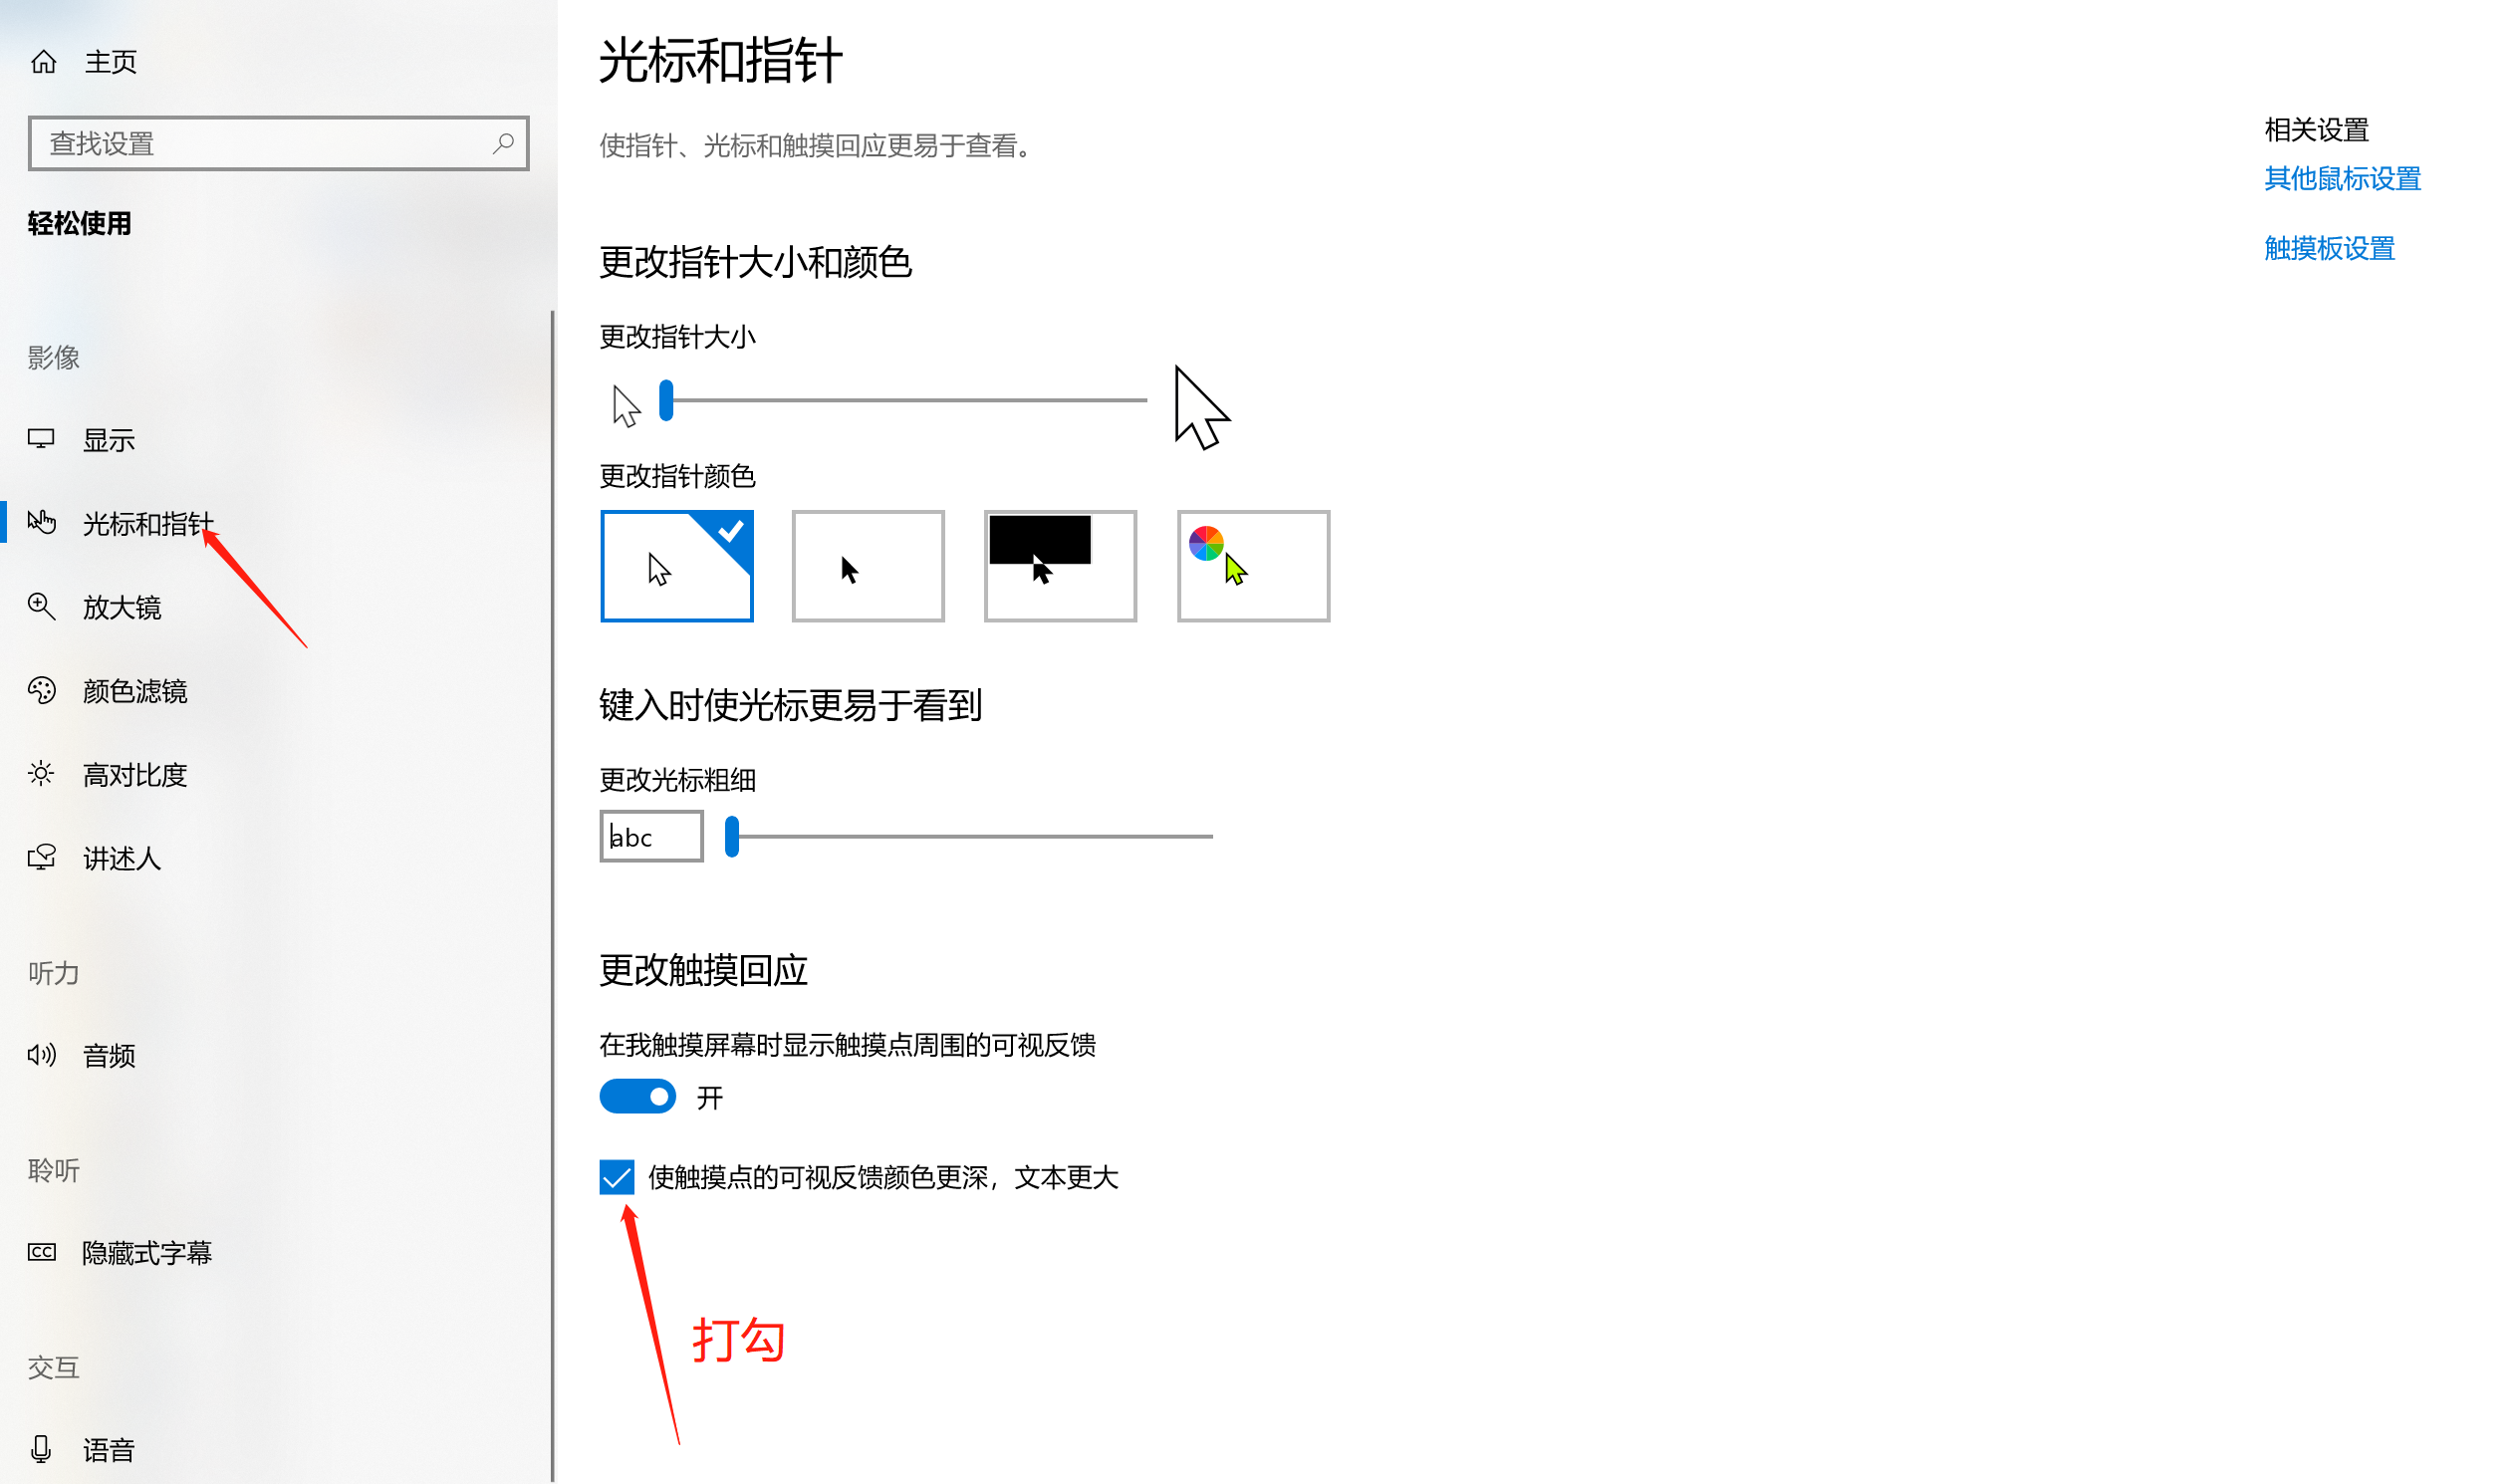 主页
查找设置
轻松使用
影像
显示
光标和指针
放大镜
颜色滤镜
高对比度
讲述人
听力
音频
聆听
CC 隐藏式字幕
交互
语音
光标和指针
使指针、光标和触摸回应更易于查看。
更改指针大小和颜色
更改指针大小
更改指针颜色
键入时使光标更易于看到
更改光标粗细
abc
更改触摸回应
在我触摸屏幕时显示触摸点周围的可视反馈
开
使触摸点的可视反馈颜色更深，文本更大
打勾
相关设置
其他鼠标设置
触摸板设置